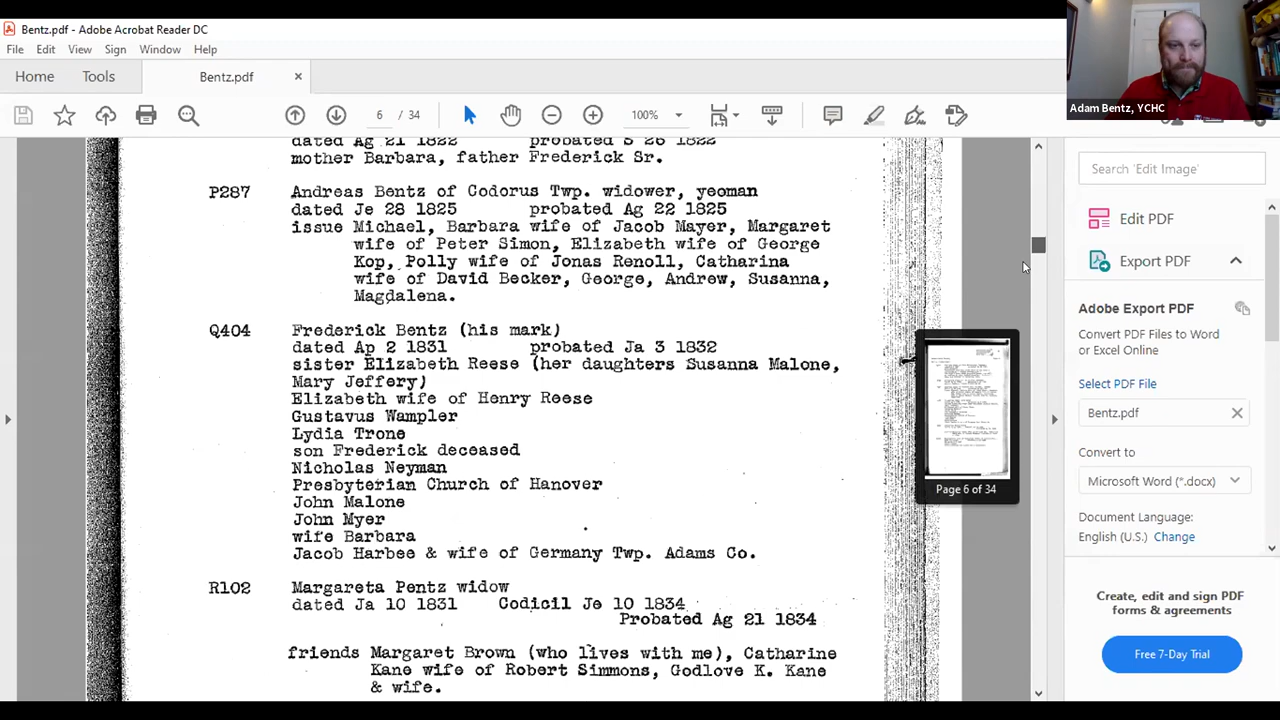 Bentz.pdf - Adobe Acrobat Reader DC
File Edit View Sign Window Help
Home Tools Bentz.pdf ×
6 / 34 100%
Adam Bentz, YCHC
dated Ag 21 1822 probated S 26 1822
mother Barbara, father Frederick Sr.
P287 Andreas Bentz of Codorus Twp. widower, yeoman
dated Je 28 1825 probated Ag 22 1825
issue Michael, Barbara wife of Jacob Mayer, Margaret
wife of Peter Simon, Elizabeth wife of George
Kop, Polly wife of Jonas Renoll, Catharina
wife of David Becker, George, Andrew, Susanna,
Magdalena.
Q404 Frederick Bentz (his mark)
dated Ap 2 1831 probated Ja 3 1832
sister Elizabeth Reese (her daughters Susanna Malone,
Mary Jeffery)
Elizabeth wife of Henry Reese
Gustavus Wampler
Lydia Trone
son Frederick deceased
Nicholas Neyman
Presbyterian Church of Hanover
John Malone
John Myer
wife Barbara
Jacob Harbee & wife of Germany Twp. Adams Co.
R102 Margareta Pentz widow
dated Ja 10 1831 Codicil Je 10 1834
Probated Ag 21 1834
friends Margaret Brown (who lives with me), Catharine
Kane wife of Robert Simmons, Godlove K. Kane
& wife.
Page 6 of 34
Search 'Edit Image'
Edit PDF
Export PDF
Adobe Export PDF
Convert PDF Files to Word
or Excel Online
Select PDF File
Bentz.pdf
Convert to
Microsoft Word (*.docx)
Document Language:
English (U.S.) Change
Create, edit and sign PDF
forms & agreements
Free 7-Day Trial